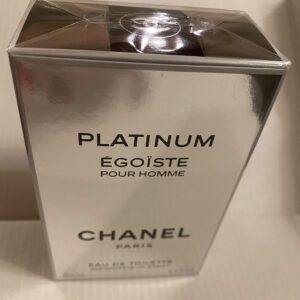 PLATINUM
ÉGOÏSTE
POUR HOMME
CHANEL
PARIS
EAU DE TOILETTE